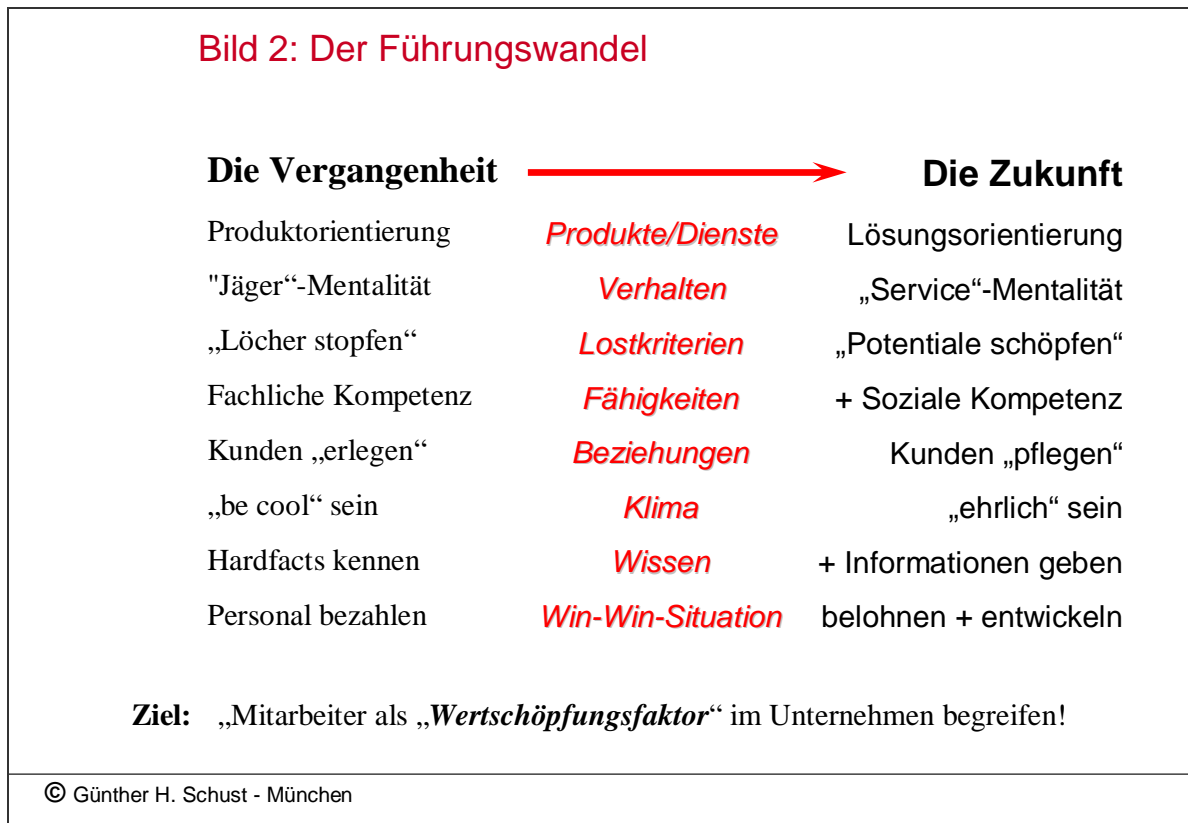 Bild 2: Der Führungswandel
Die Vergangenheit Die Zukunft
Produktorientierung Produkte/Dienste Lösungsorientierung
"Jäger“-Mentalität Verhalten „Service“-Mentalität
„Löcher stopfen“ Lostkriterien „Potentiale schöpfen“
Fachliche Kompetenz Fähigkeiten + Soziale Kompetenz
Kunden „erlegen“ Beziehungen Kunden „pflegen“
„be cool“ sein Klima „ehrlich“ sein
Hardfacts kennen Wissen + Informationen geben
Personal bezahlen Win-Win-Situation belohnen + entwickeln
Ziel: „Mitarbeiter als „Wertschöpfungsfaktor“ im Unternehmen begreifen!
© Günther H. Schust - München